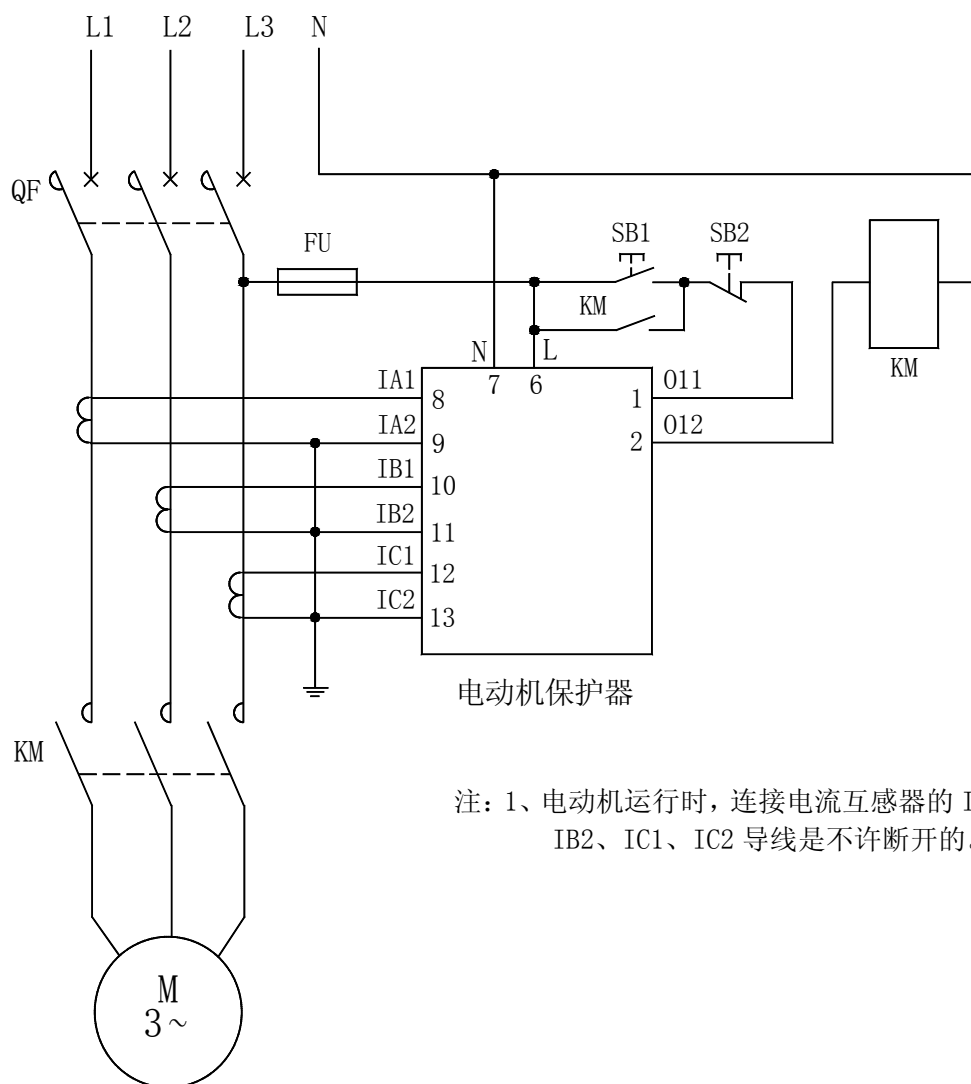 L1 L2 L3 N
QF
FU
SB1 SB2
KM
KM
N L
7 6
IA1 8
O11 1
IA2 9
O12 2
IB1 10
IB2 11
IC1 12
IC2 13
电动机保护器
KM
注: 1、电动机运行时, 连接电流互感器的 I
IB2、IC1、IC2 导线是不许断开的
M
3~